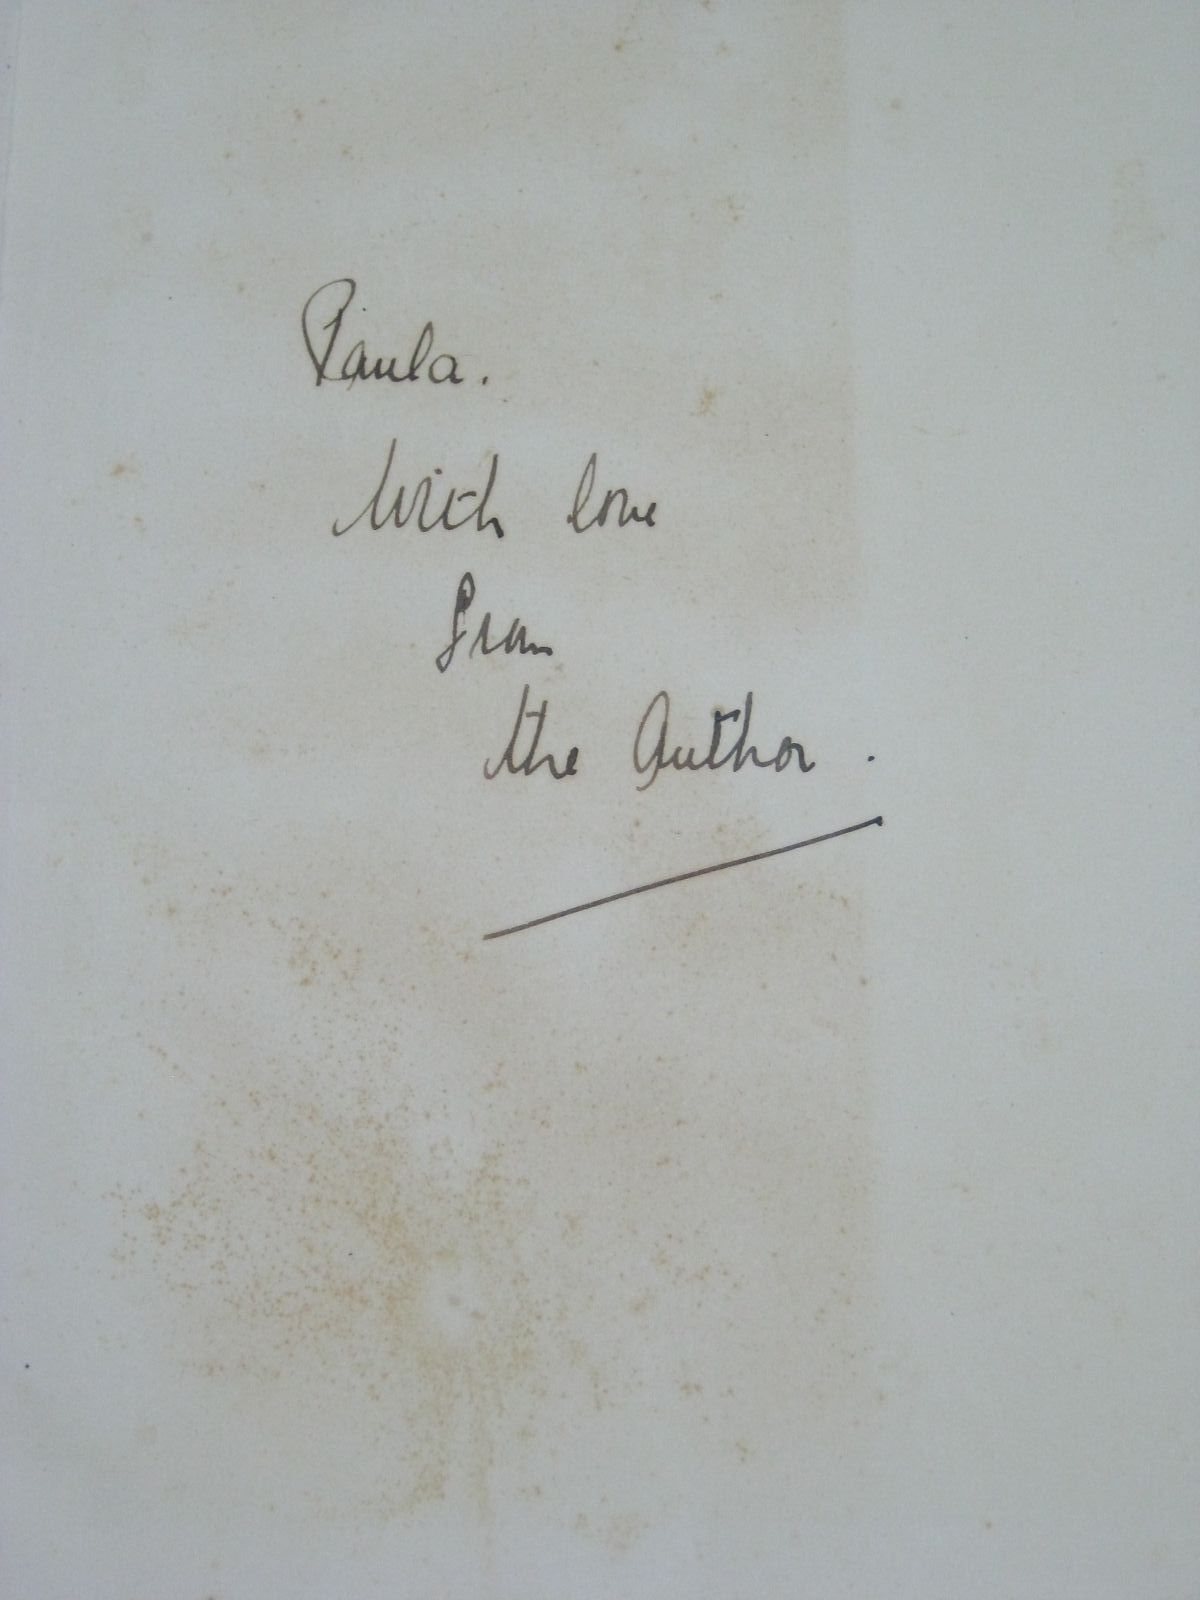 Paula.
With love
from
the Author.